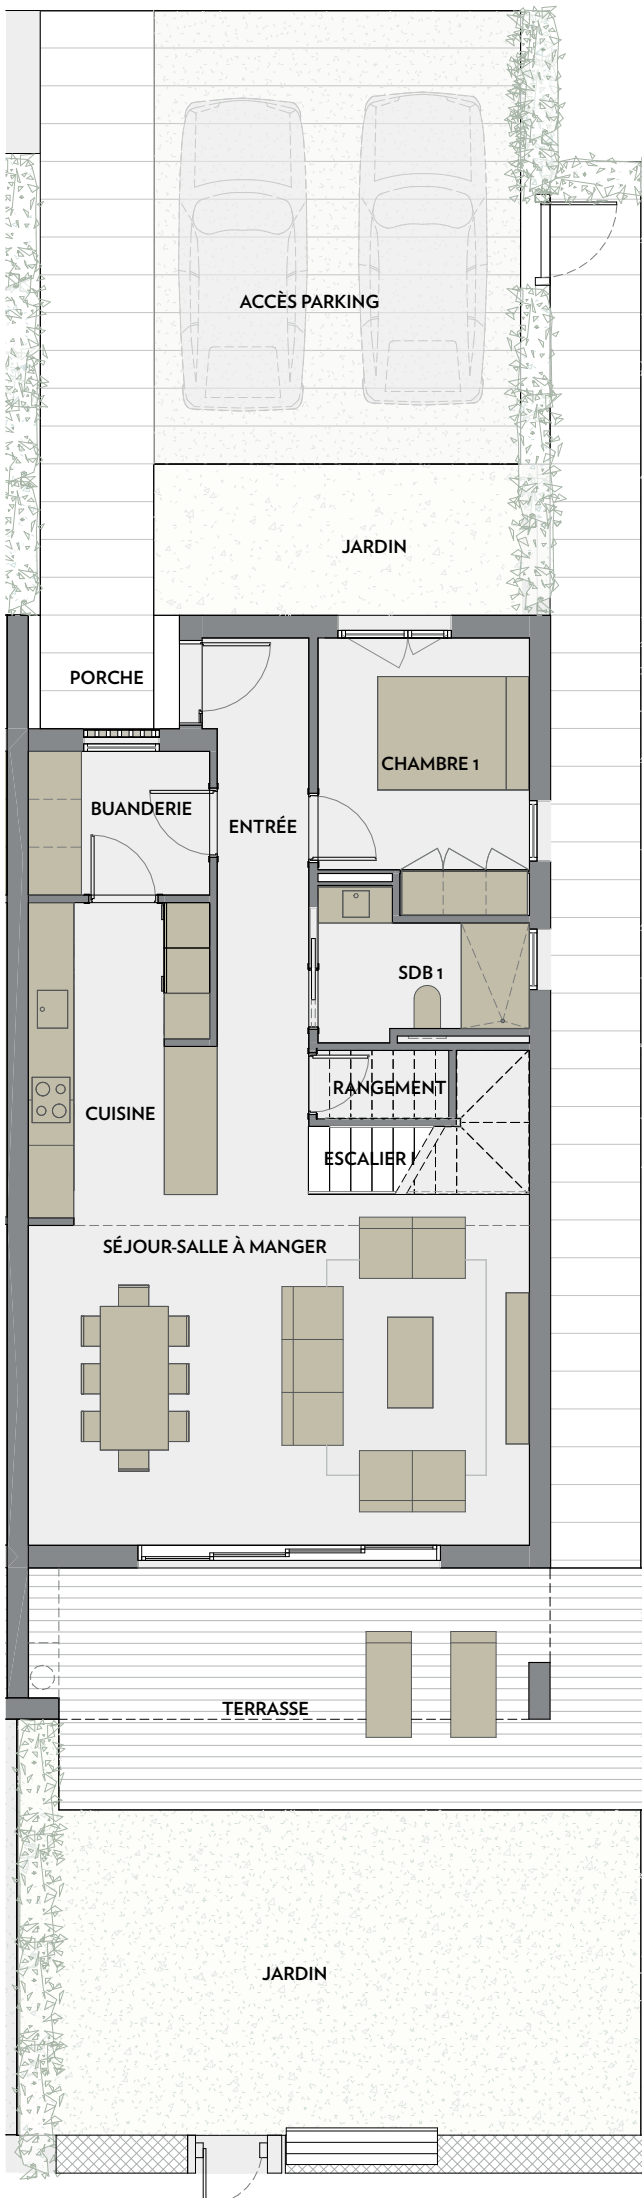 ACCÈS PARKING
JARDIN
PORCHE
CHAMBRE 1
BUANDERIE
ENTRÉE
SDB 1
RANGEMENT
CUISINE
ESCALIER I
SÉJOUR-SALLE À MANGER
TERRASSE
JARDIN